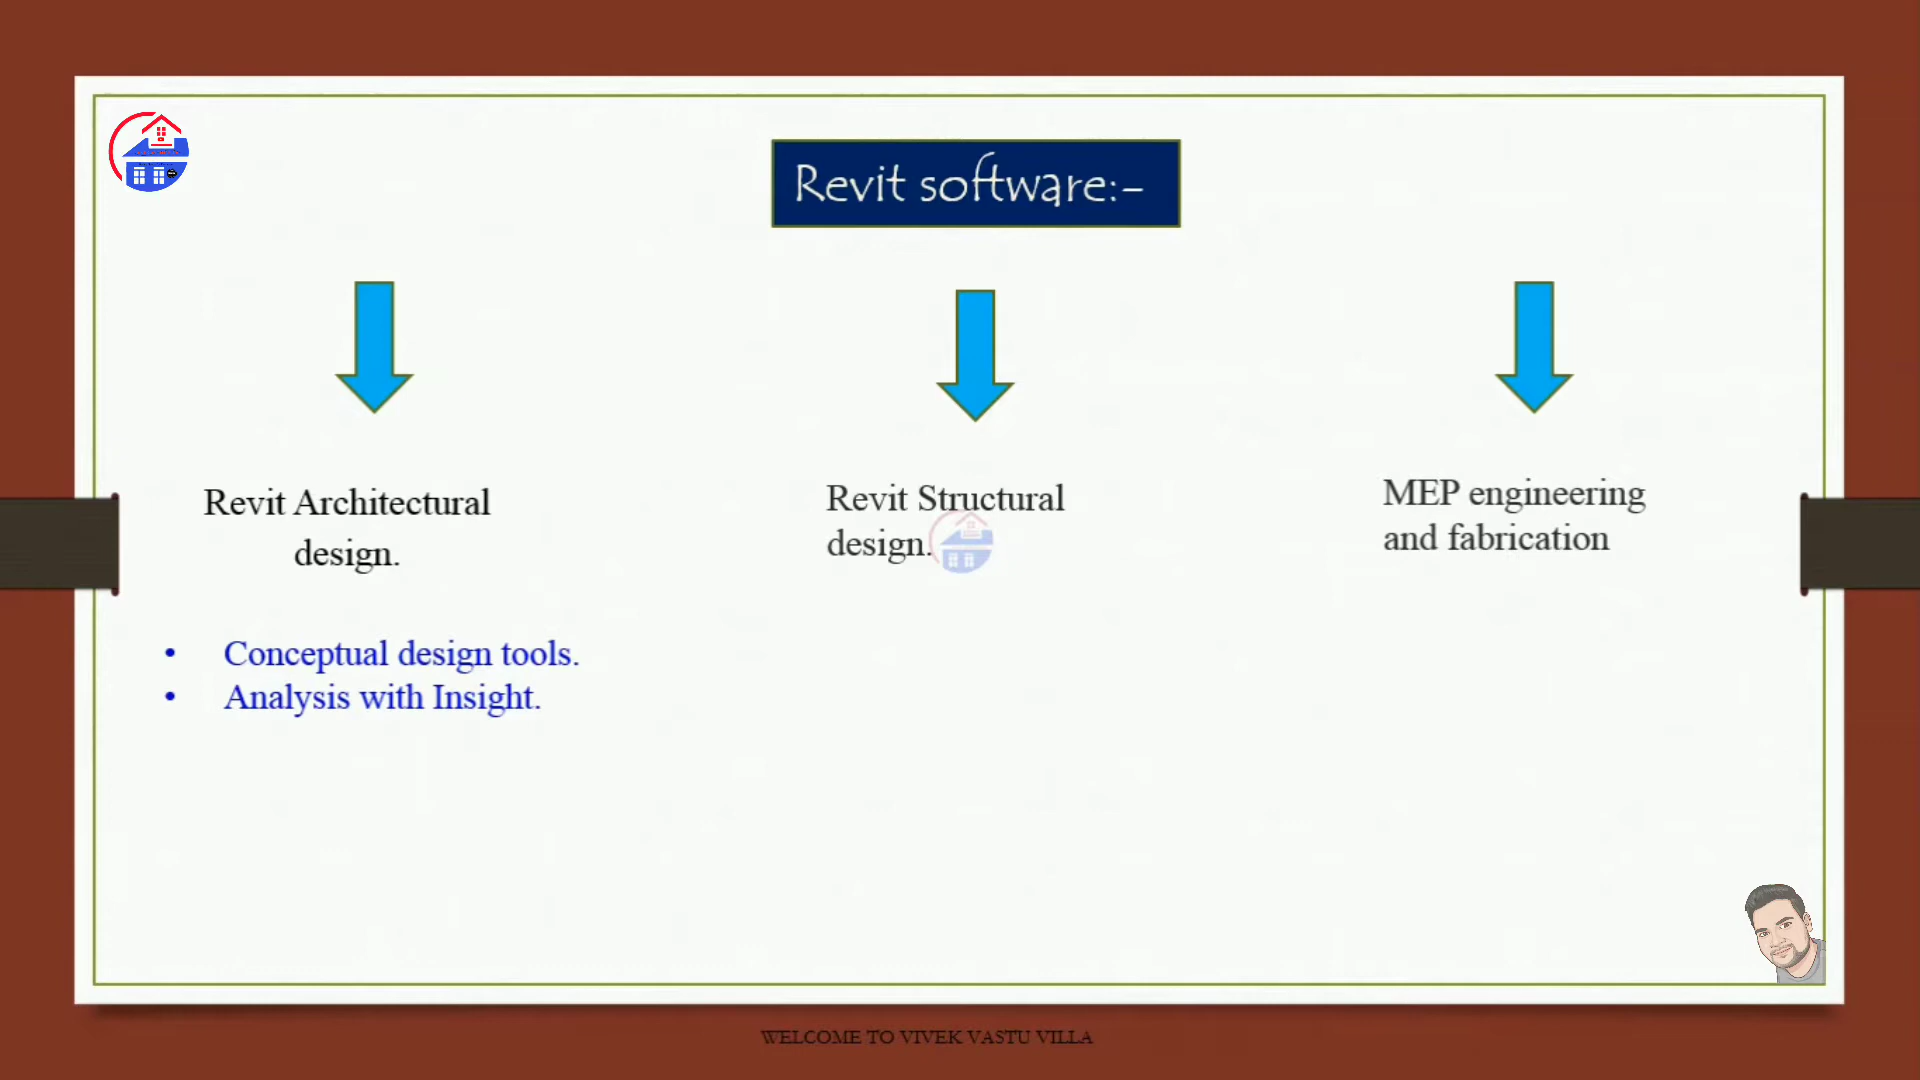 Revit software:-
Revit Architectural
design.
Revit Structural
design.
MEP engineering
and fabrication
• Conceptual design tools.
• Analysis with Insight.
WELCOME TO VIVEK VASTU VILLA